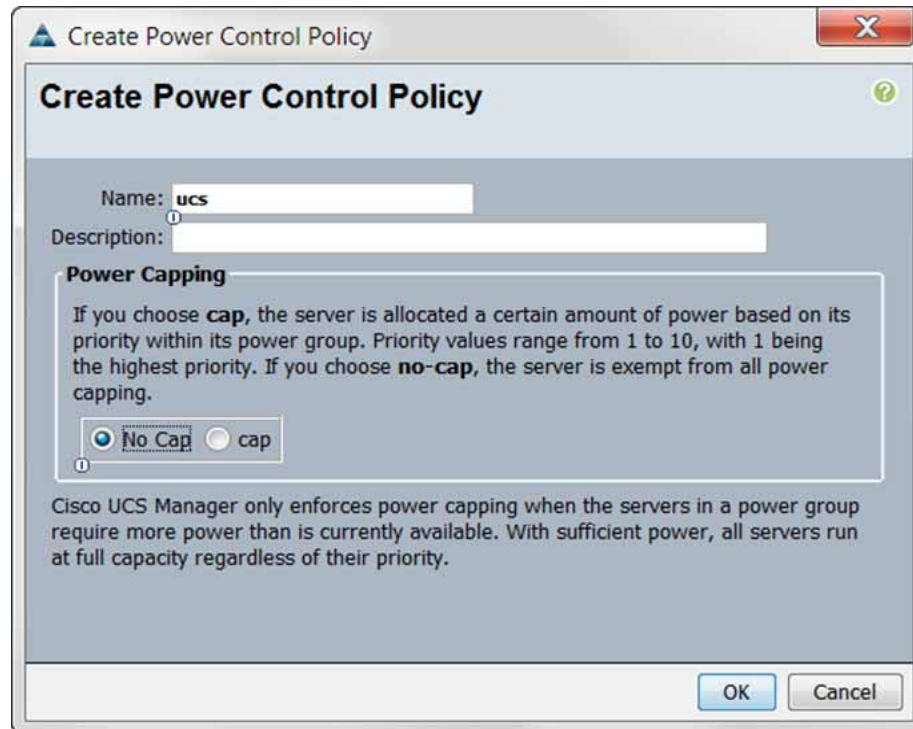 Create Power Control Policy
Create Power Control Policy
Name: ucs
Description:
Power Capping
If you choose cap, the server is allocated a certain amount of power based on its
priority within its power group. Priority values range from 1 to 10, with 1 being
the highest priority. If you choose no-cap, the server is exempt from all power
capping.
No Cap cap
Cisco UCS Manager only enforces power capping when the servers in a power group
require more power than is currently available. With sufficient power, all servers run
at full capacity regardless of their priority.
OK Cancel